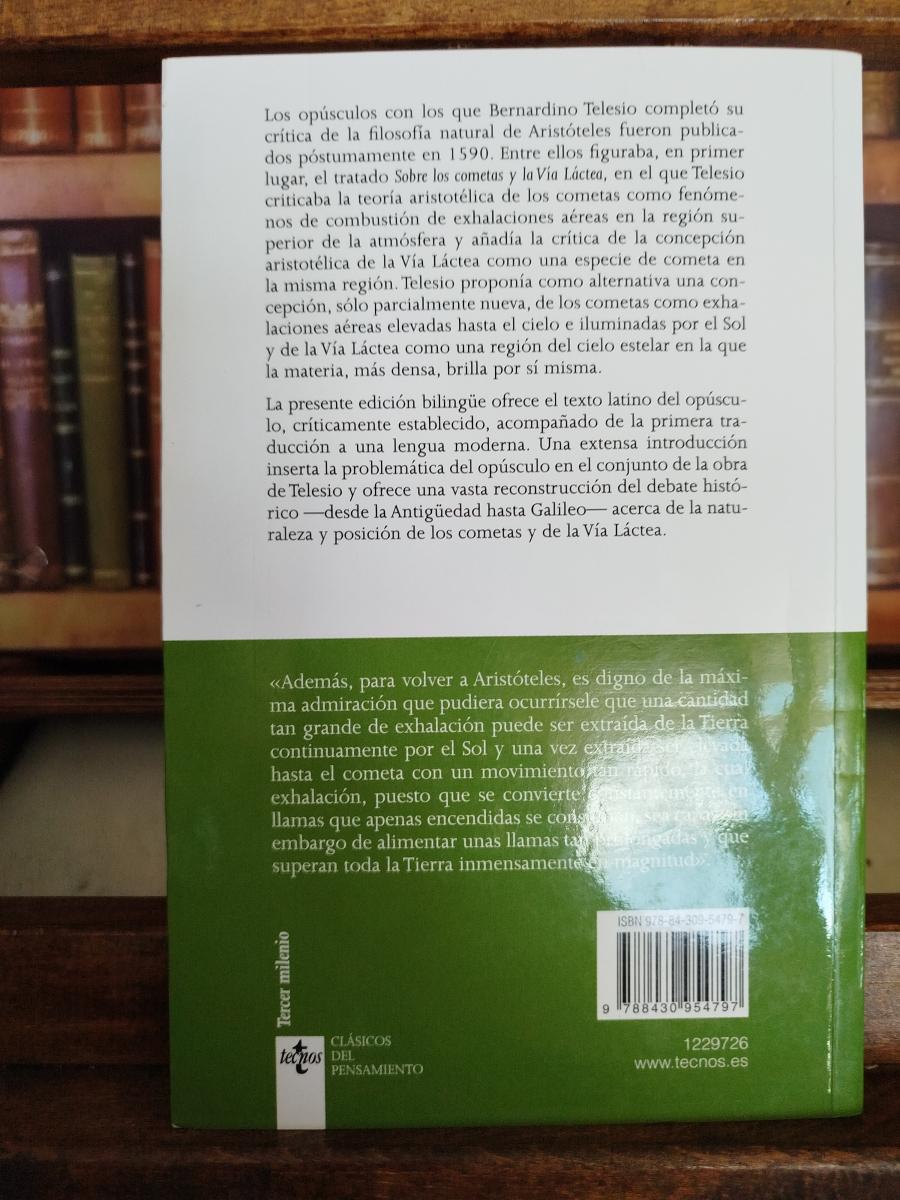 Los opúsculos con los que Bernardino Telesio completó su
crítica de la filosofía natural de Aristóteles fueron publica-
dos póstumamente en 1590. Entre ellos figuraba, en primer
lugar, el tratado Sobre los cometas y la Vía Láctea, en el que Telesio
criticaba la teoría aristotélica de los cometas como fenóme-
nos de combustión de exhalaciones aéreas en la región su-
perior de la atmósfera y añadía la crítica de la concepción
aristotélica de la Vía Láctea como una especie de cometa en
la misma región. Telesio proponía como alternativa una con-
cepción, sólo parcialmente nueva, de los cometas como exha-
laciones aéreas elevadas hasta el cielo e iluminadas por el Sol
y de la Vía Láctea como una región del cielo estelar en la que
la materia, más densa, brilla por sí misma.
La presente edición bilingüe ofrece el texto latino del opúscu-
lo, críticamente establecido, acompañado de la primera tra-
ducción a una lengua moderna. Una extensa introducción
inserta la problemática del opúsculo en el conjunto de la obra
de Telesio y ofrece una vasta reconstrucción del debate histó-
rico —desde la Antigüedad hasta Galileo— acerca de la natu-
raleza y posición de los cometas y de la Vía Láctea.
«Además, para volver a Aristóteles, es digno de la máxi-
ma admiración que pudiera ocurrírsele que una cantidad
tan grande de exhalación puede ser extraída de la Tierra
continuamente por el Sol y una vez extraída ser elevada
hasta el cometa con un movimiento tan rápido, la cual
exhalación, puesto que se convierte constantemente en
llamas que apenas encendidas se
embargo de alimentar unas llamas tan prolongadas y que
superan toda la Tierra inmensamente en magnitud».
ISBN 978-84-309-5479-7
9 788430 954797
1229726
www.tecnos.es
Tercer milenio
tecnos
CLÁSICOS
DEL
PENSAMIENTO